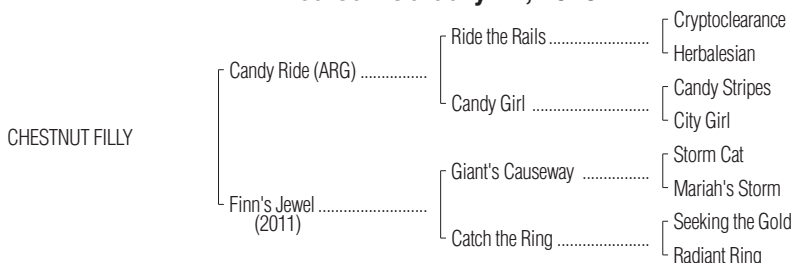 Cryptoclearance
Ride the Rails ..........................
Herbalesian
Candy Ride (ARG) ................
Candy Stripes
Candy Girl ..............................
City Girl
CHESTNUT FILLY
Storm Cat
Giant's Causeway .................
Mariah's Storm
Finn's Jewel ...........................
(2011)
Seeking the Gold
Catch the Ring .......................
Radiant Ring